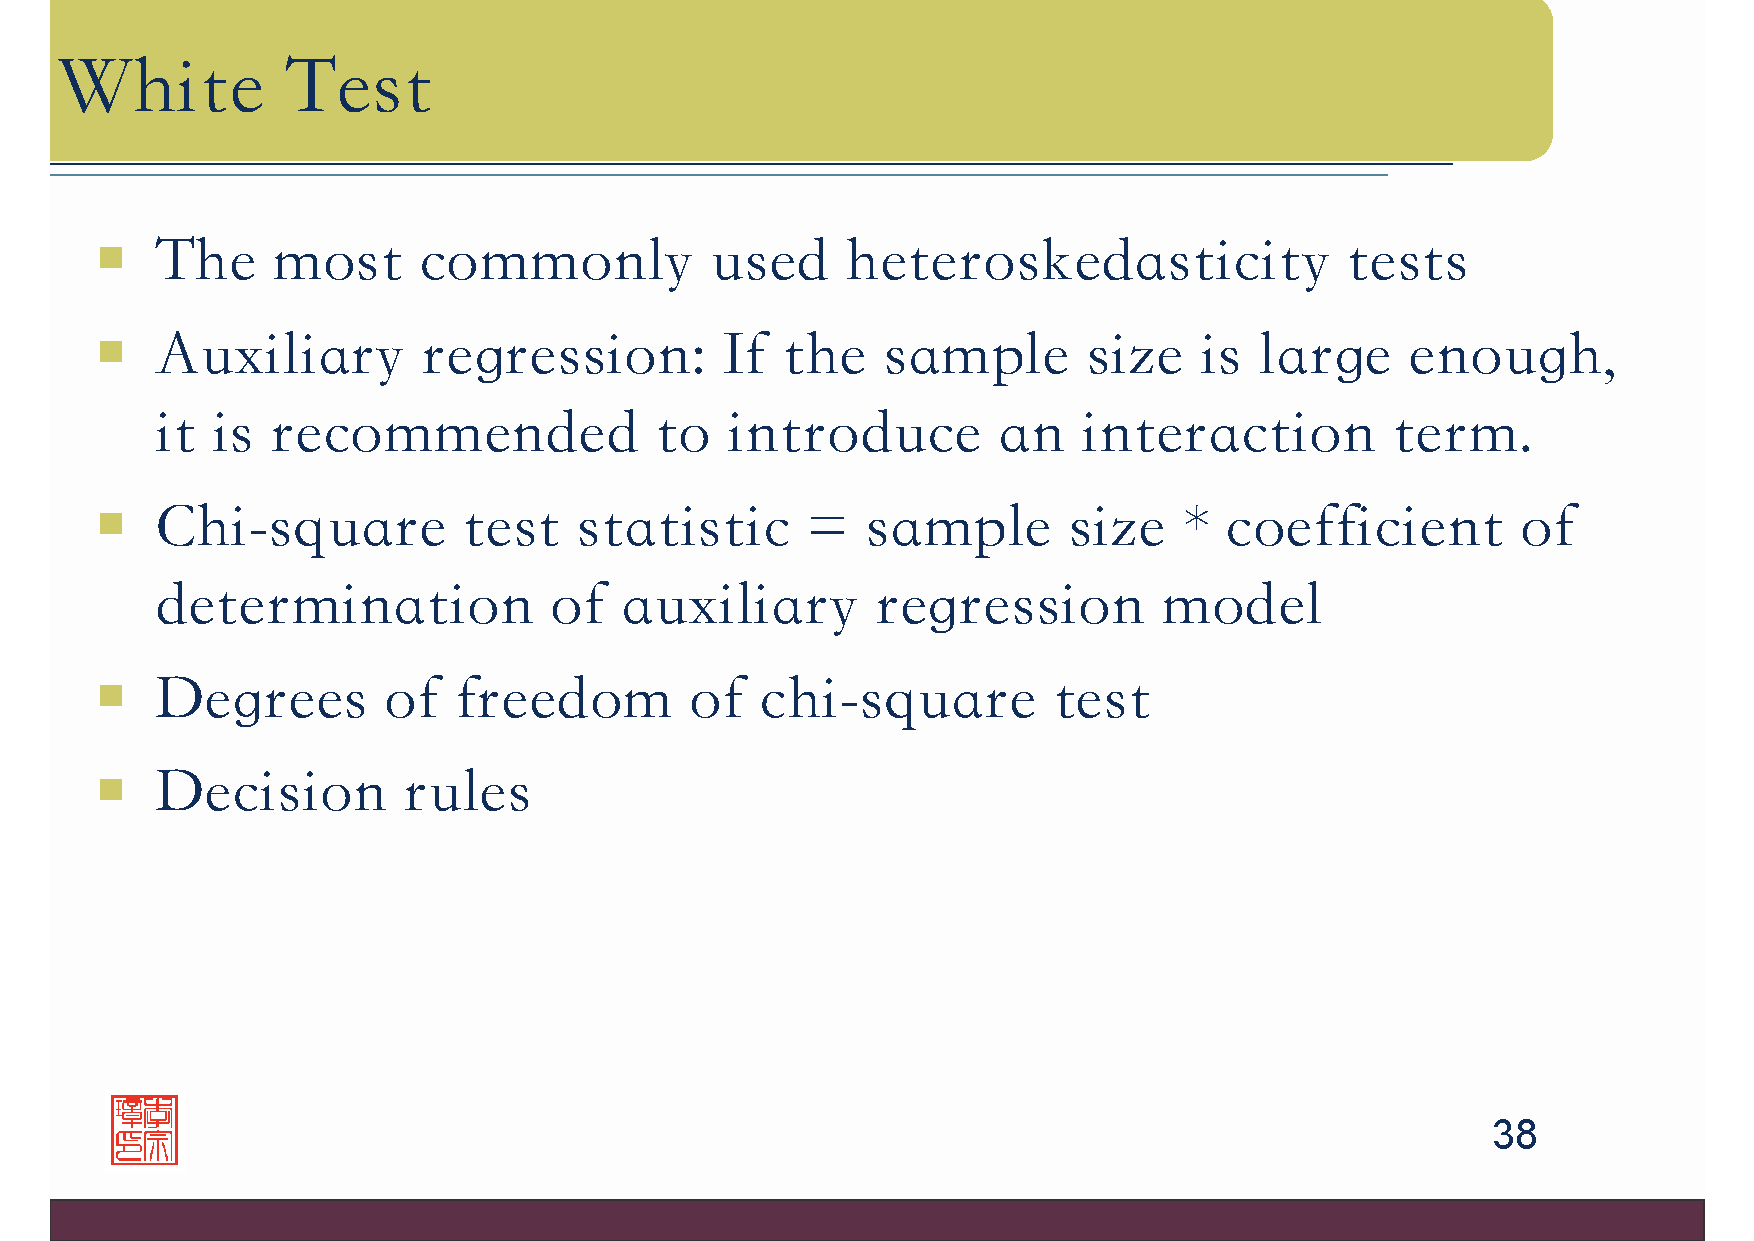 White Test
The most commonly used heteroskedasticity tests
Auxiliary regression: If the sample size is large enough,
it is recommended to introduce an interaction term.
Chi-square test statistic = sample size * coefficient of
determination of auxiliary regression model
Degrees of freedom of chi-square test
Decision rules
38